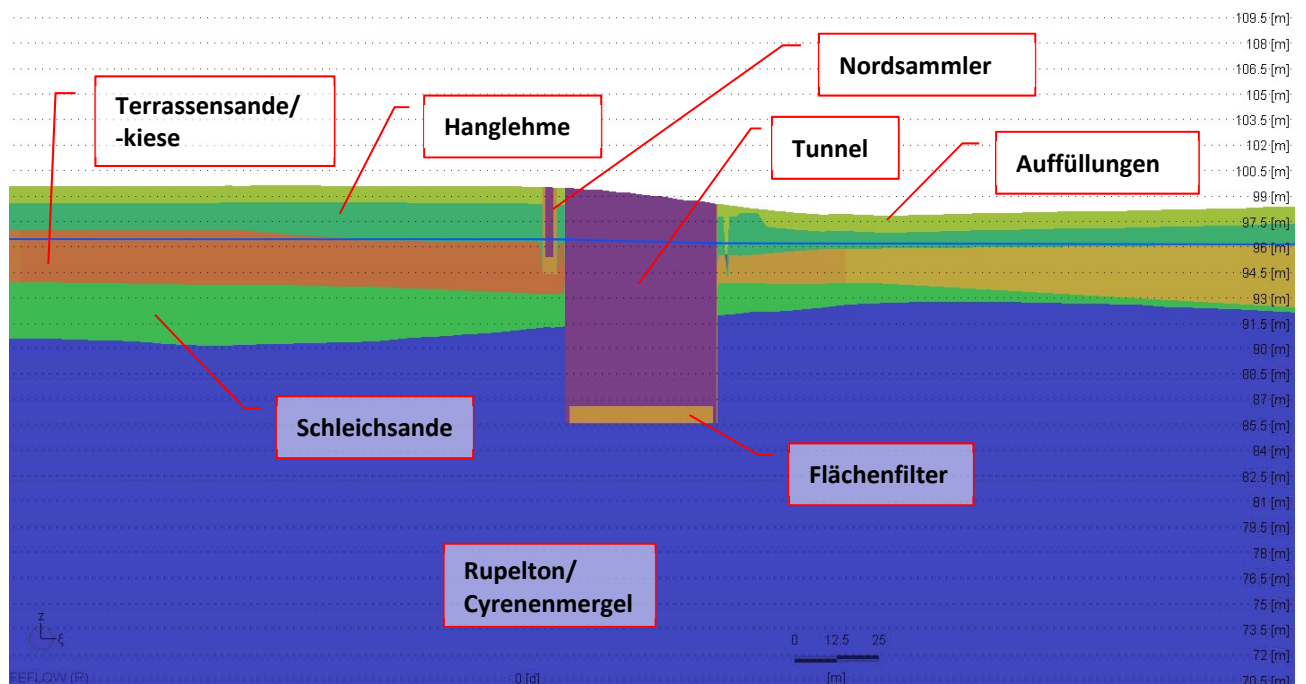 109.5 [m]
108 [m]
Nordsammler
106.5 [m]
Terrassensande/
-kiese
105 [m]
Hanglehme
103.5 [m]
Tunnel
102 [m]
Auffüllungen
100.5 [m]
99 [m]
97.5 [m]
96 [m]
94.5 [m]
93 [m]
91.5 [m]
90 [m]
88.5 [m]
87 [m]
Schleichsande
85.5 [m]
Flächenfilter
84 [m]
82.5 [m]
81 [m]
79.5 [m]
Rupelton/
Cyrenenmergel
78 [m]
76.5 [m]
75 [m]
73.5 [m]
z
ξ
0 12.5 25
72 [m]
FEFLOW (R)
0 [d]
[m]
70.5 [m]